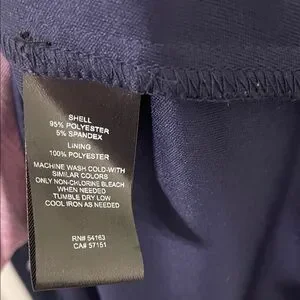 SHELL
95% POLYESTER
5% SPANDEX
LINING
100% POLYESTER
MACHINE WASH COLD-WITH
SIMILAR COLORS
ONLY NON-CHLORINE BLEACH
WHEN NEEDED
TUMBLE DRY LOW
COOL IRON AS NEEDED
RN# 54163
CA# 57151